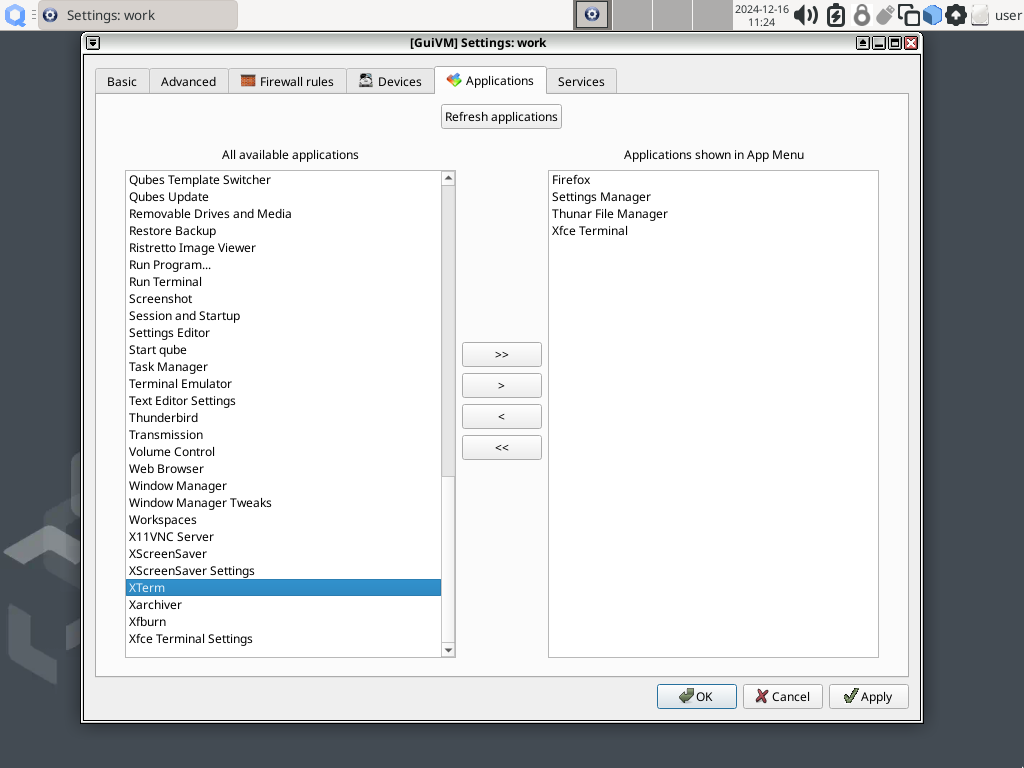 Settings: work
2024-12-16
11:24
user
[GuiVM] Settings: work
Basic
Advanced
Firewall rules
Devices
Applications
Services
Refresh applications
All available applications
Applications shown in App Menu
Qubes Template Switcher
Qubes Update
Removable Drives and Media
Restore Backup
Ristretto Image Viewer
Run Program...
Run Terminal
Screenshot
Session and Startup
Settings Editor
Start qube
Task Manager
Terminal Emulator
Text Editor Settings
Thunderbird
Transmission
Volume Control
Web Browser
Window Manager
Window Manager Tweaks
Workspaces
X11VNC Server
XScreenSaver
XScreenSaver Settings
XTerm
Xarchiver
Xfburn
Xfce Terminal Settings
>>
>
<
<<
Firefox
Settings Manager
Thunar File Manager
Xfce Terminal
OK
Cancel
Apply